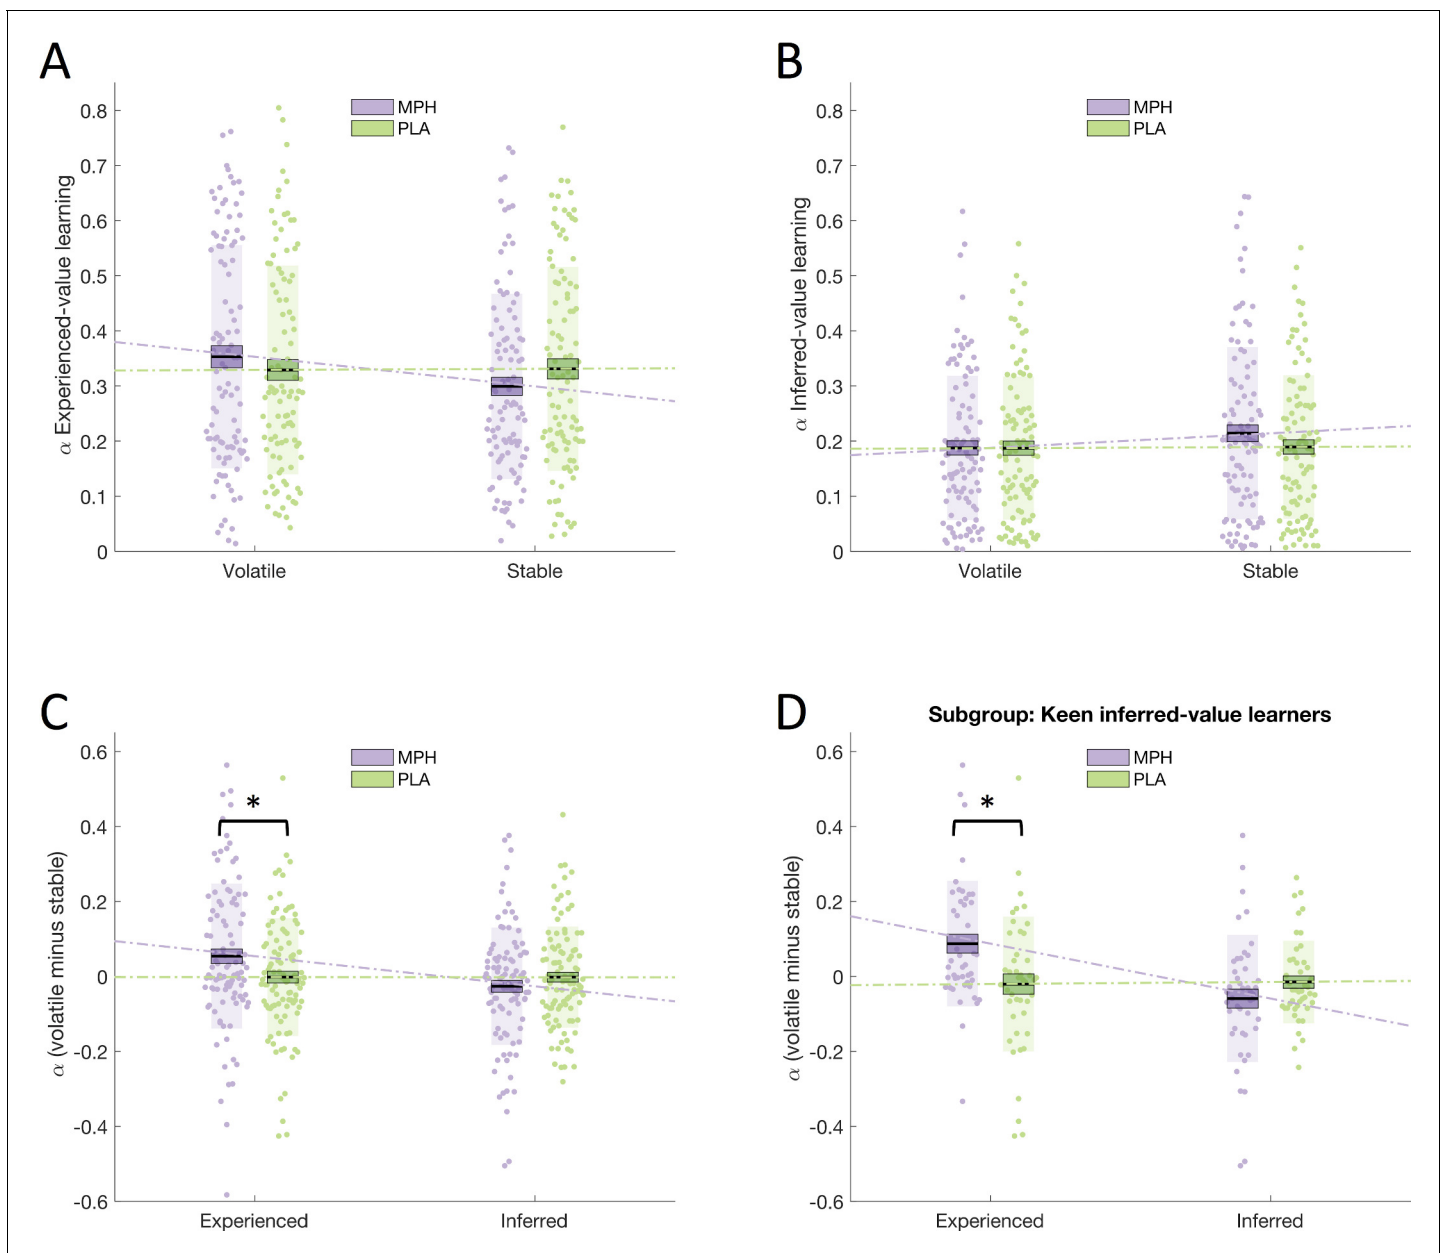 A
α Experienced-value learning
0.8
0.7
0.6
0.5
0.4
0.3
0.2
0.1
0
MPH
PLA
Volatile
Stable
B
α Inferred-value learning
0.8
0.7
0.6
0.5
0.4
0.3
0.2
0.1
0
MPH
PLA
Volatile
Stable
C
α (volatile minus stable)
0.6
0.4
0.2
0
-0.2
-0.4
-0.6
MPH
PLA
*
Experienced
Inferred
D
Subgroup: Keen inferred-value learners
α (volatile minus stable)
0.6
0.4
0.2
0
-0.2
-0.4
-0.6
MPH
PLA
*
Experienced
Inferred